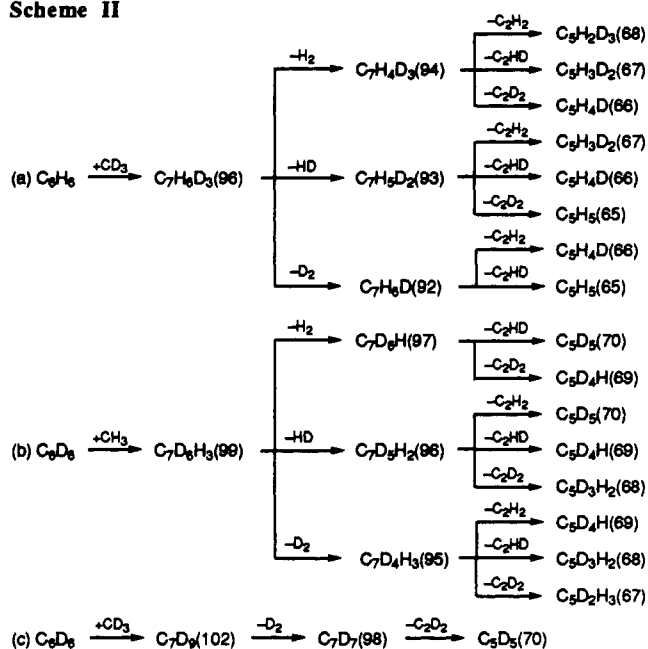 Scheme II
−C₂H₂ C₅H₂D₃(68)
−H₂ C₇H₄D₃(94) −C₂HD C₅H₃D₂(67)
−C₂D₂ C₅H₄D(66)
−C₂H₂ C₅H₃D₂(67)
(a) C₆H₆ +CD₃ C₇H₆D₃(96) −HD C₇H₅D₂(93) −C₂HD C₅H₄D(66)
−C₂D₂ C₅H₅(65)
−C₂H₂ C₅H₄D(66)
−D₂ C₇H₆D(92) −C₂HD C₅H₅(65)
−H₂ C₇D₆H(97) −C₂HD C₅D₅(70)
−C₂D₂ C₅D₄H(69)
−C₂H₂ C₅D₅(70)
(b) C₆D₆ +CH₃ C₇D₆H₃(99) −HD C₇D₅H₂(96) −C₂HD C₅D₄H(69)
−C₂D₂ C₅D₃H₂(68)
−C₂H₂ C₅D₄H(69)
−D₂ C₇D₄H₃(95) −C₂HD C₅D₃H₂(68)
−C₂D₂ C₅D₂H₃(67)
(c) C₆D₆ +CD₃ C₇D₉(102) −D₂ C₇D₇(98) −C₂D₂ C₅D₅(70)